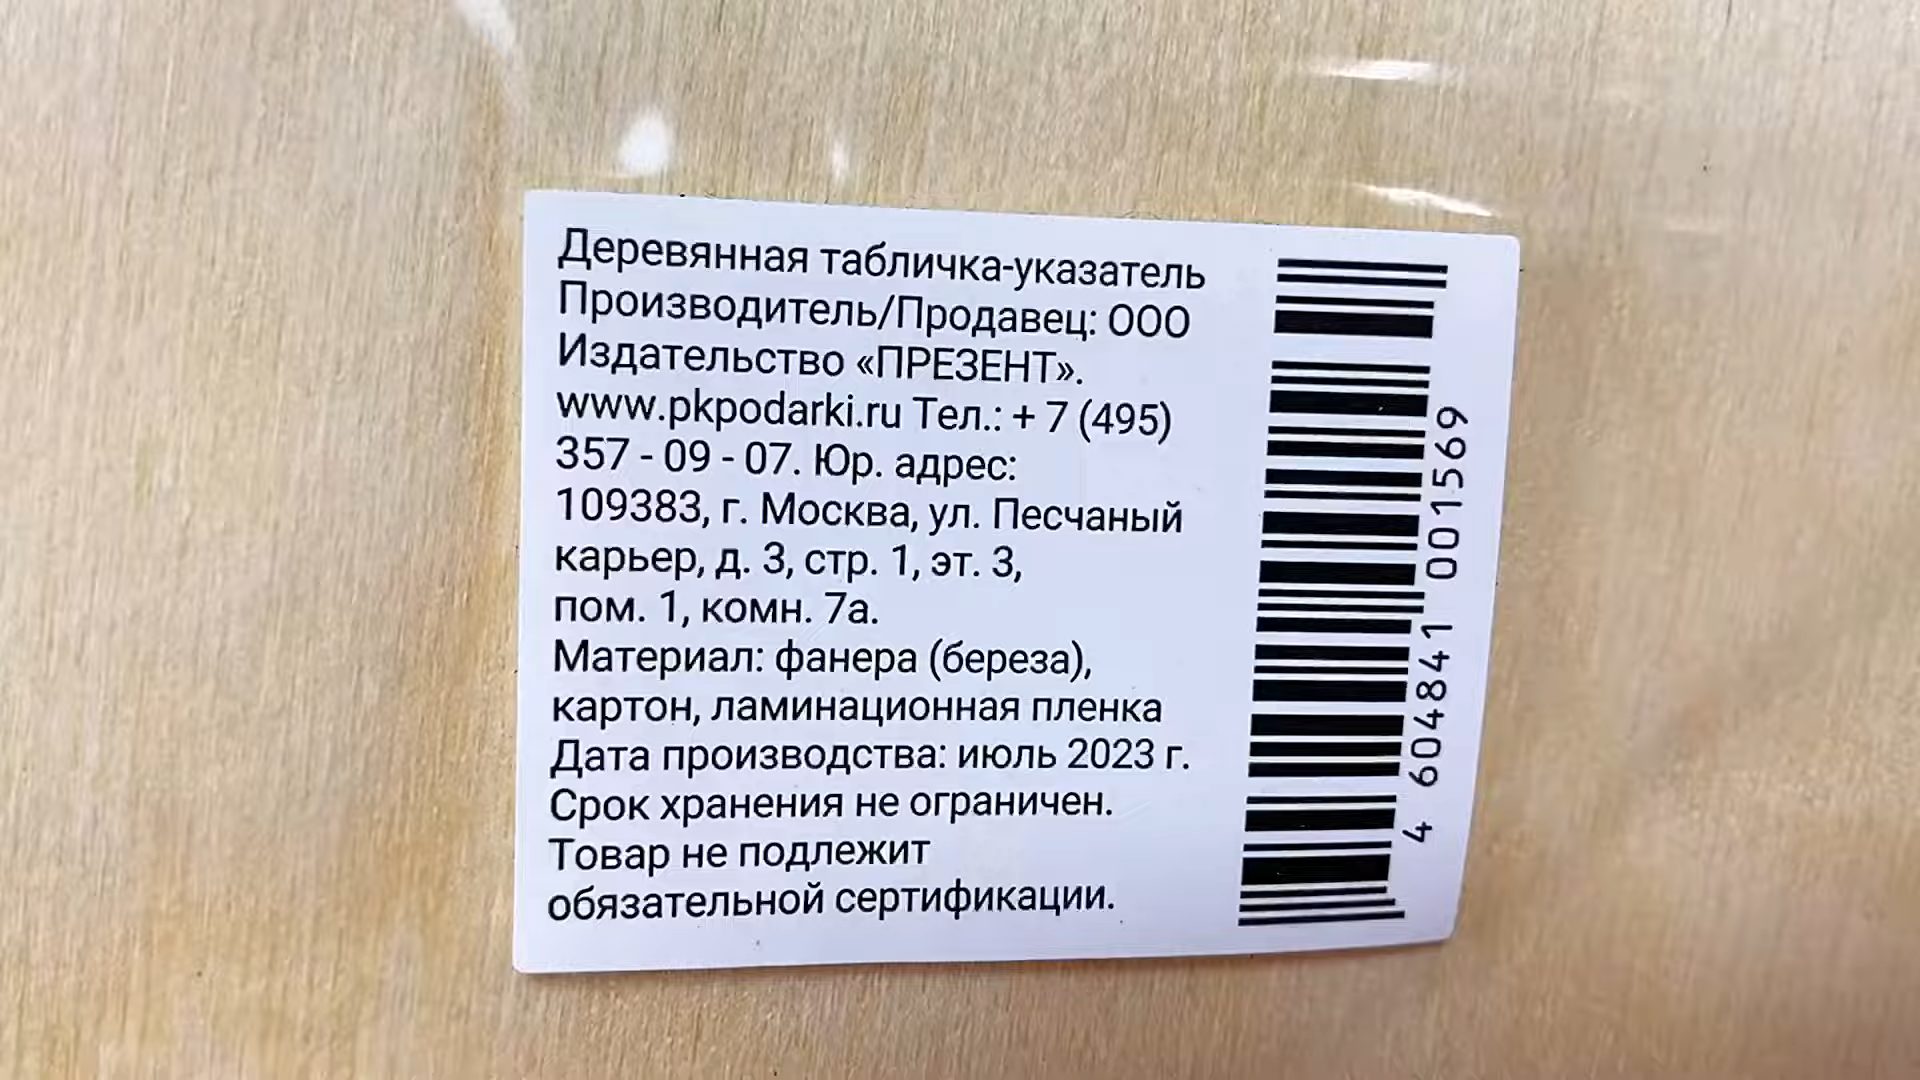 Деревянная табличка-указатель
Производитель/Продавец: ООО
Издательство «ПРЕЗЕНТ».
www.pkpodarki.ru Тел.: + 7 (495)
357 - 09 - 07. Юр. адрес:
109383, г. Москва, ул. Песчаный
карьер, д. 3, стр. 1, эт. 3,
пом. 1, комн. 7а.
Материал: фанера (береза),
картон, ламинационная пленка
Дата производства: июль 2023 г.
Срок хранения не ограничен.
Товар не подлежит
обязательной сертификации.
4 604841 001569